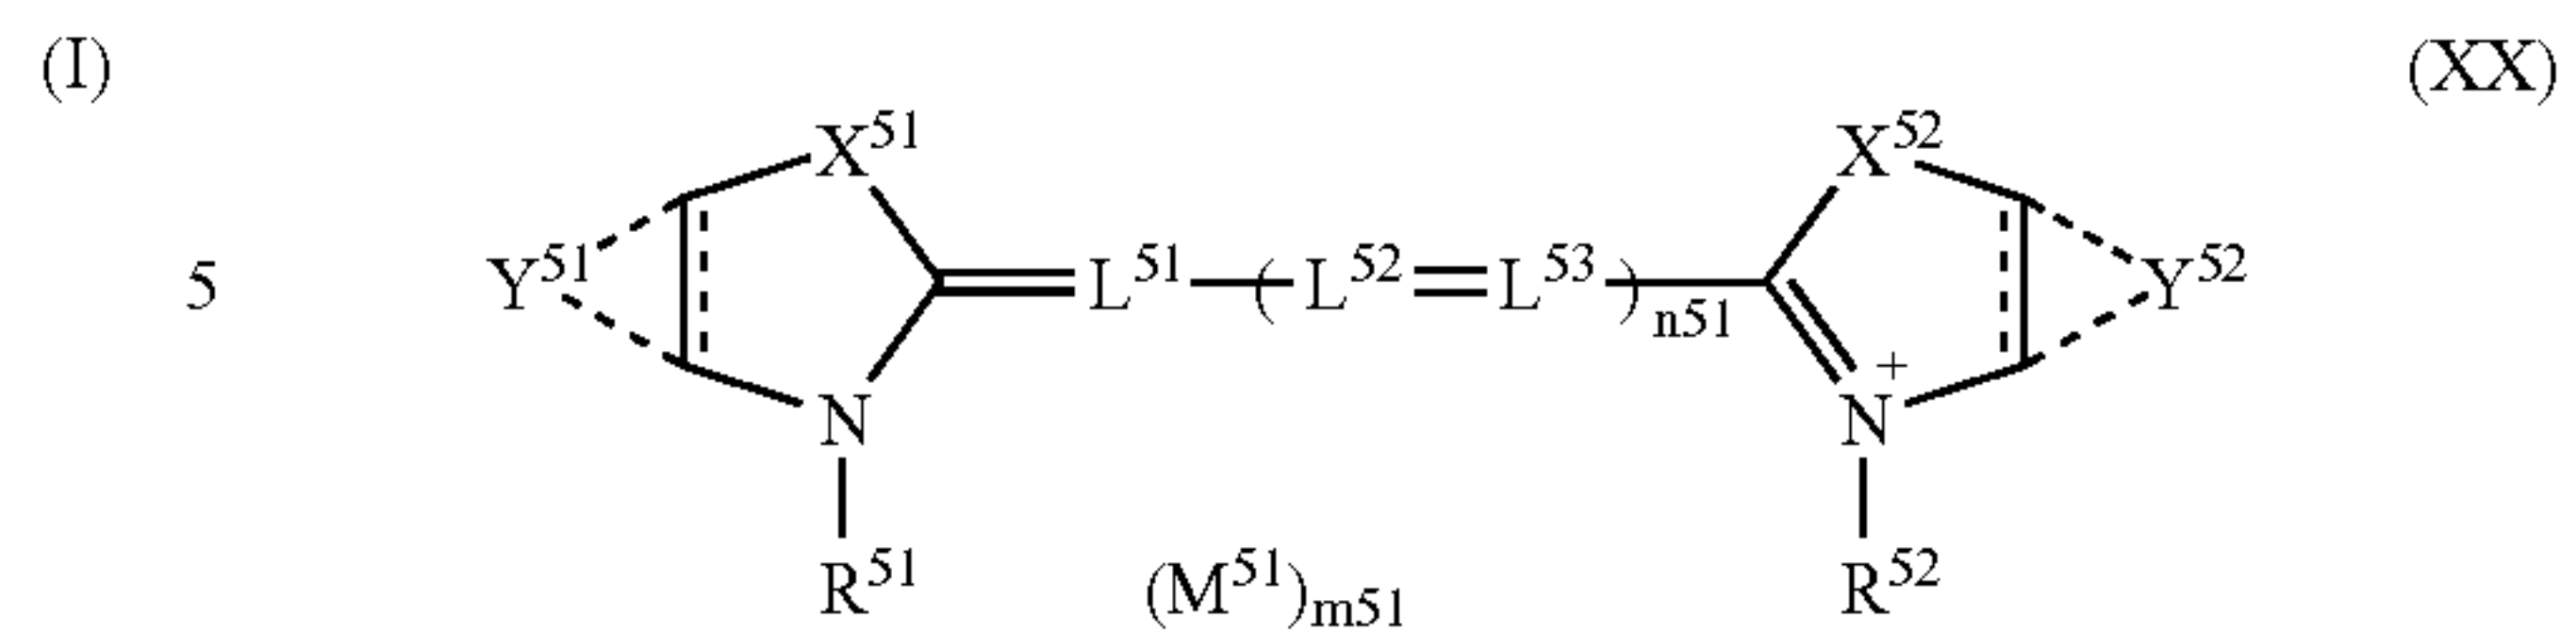 (I) (XX)
X51 X52
5 Y51 L51 ( L52 L53 )n51 Y52
N N+
R51 (M51)m51 R52